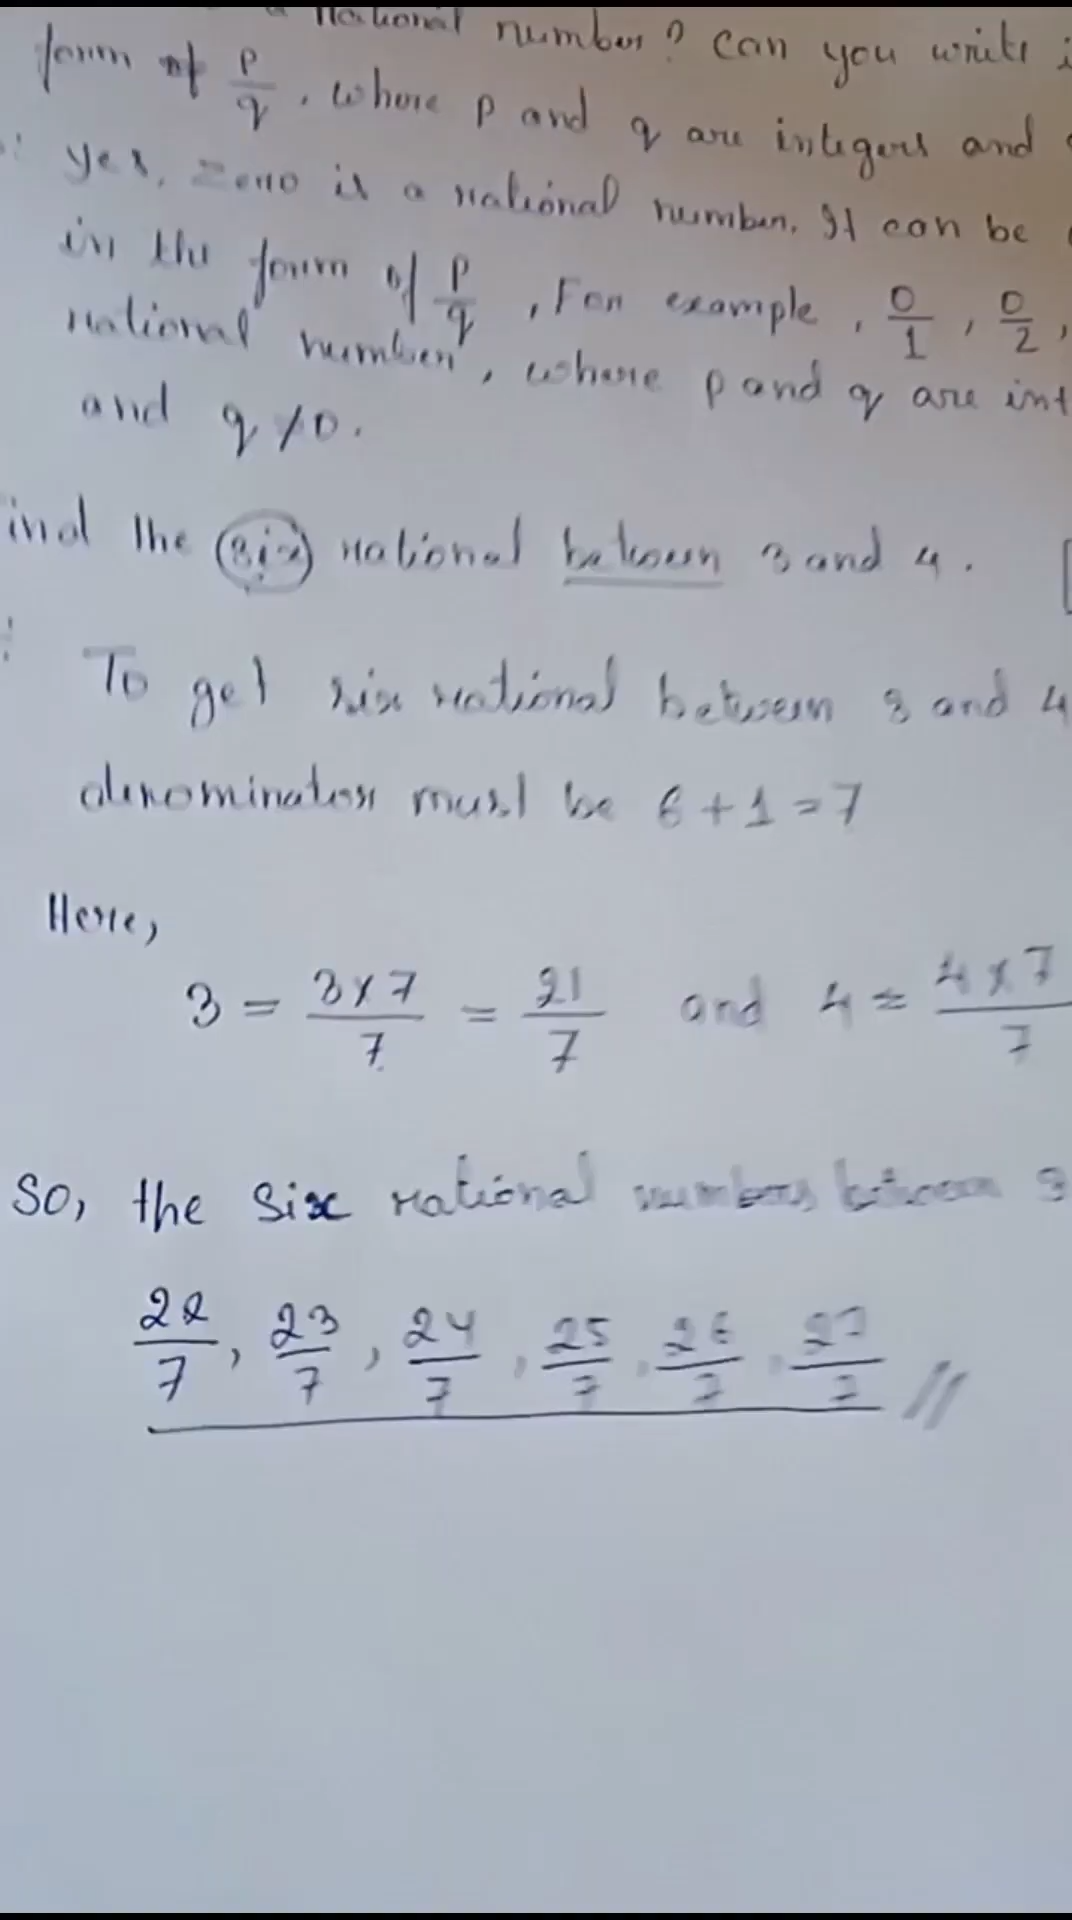 a rational number? Can you write i
form of p/q, where p and q are integers and
yes, zero is a rational number. It can be
in the form of p/q, For example, 0/1, 0/2,
rational number, where p and q are int
and q≠0.
ind the six rational between 3 and 4.
To get six rational between 3 and 4
denominators must be 6+1=7
Here,
3 = 3×7/7 = 21/7 and 4 = 4×7/7
So, the six rational numbers between 3
22/7, 23/7, 24/7, 25/7, 26/7, 27/7 //